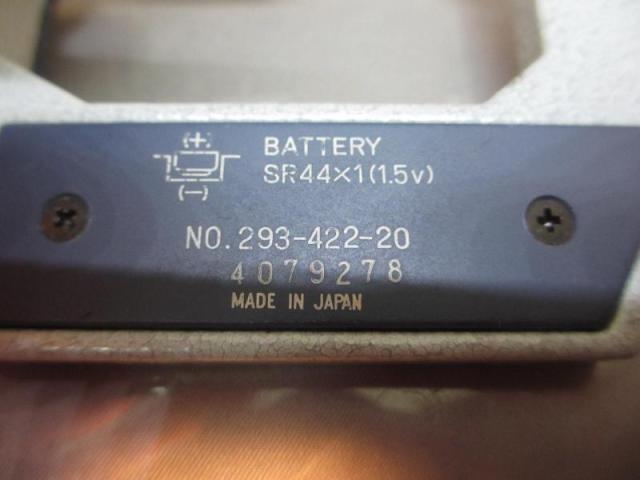 (+)
BATTERY
SR44×1(1.5v)
(−)
NO.293-422-20
4079278
MADE IN JAPAN